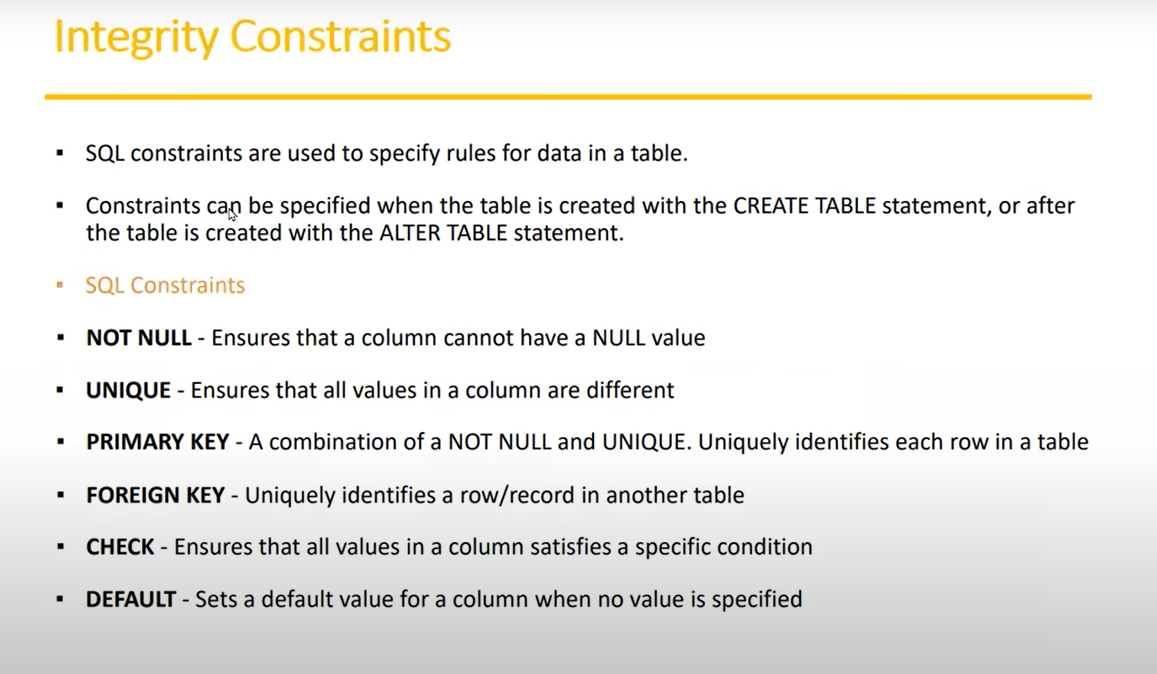 Integrity Constraints
▪ SQL constraints are used to specify rules for data in a table.
▪ Constraints can be specified when the table is created with the CREATE TABLE statement, or after
the table is created with the ALTER TABLE statement.
▪ SQL Constraints
▪ NOT NULL - Ensures that a column cannot have a NULL value
▪ UNIQUE - Ensures that all values in a column are different
▪ PRIMARY KEY - A combination of a NOT NULL and UNIQUE. Uniquely identifies each row in a table
▪ FOREIGN KEY - Uniquely identifies a row/record in another table
▪ CHECK - Ensures that all values in a column satisfies a specific condition
▪ DEFAULT - Sets a default value for a column when no value is specified